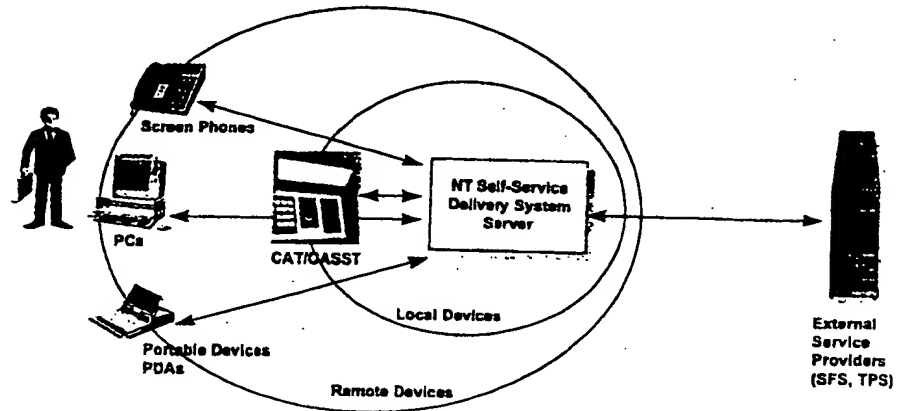 Screen Phones
NT Self-Service
Delivery System
Server
PCs
CAT/OASST
Local Devices
Portable Devices
PDAs
Remote Devices
External
Service
Providers
(SFS, TPS)